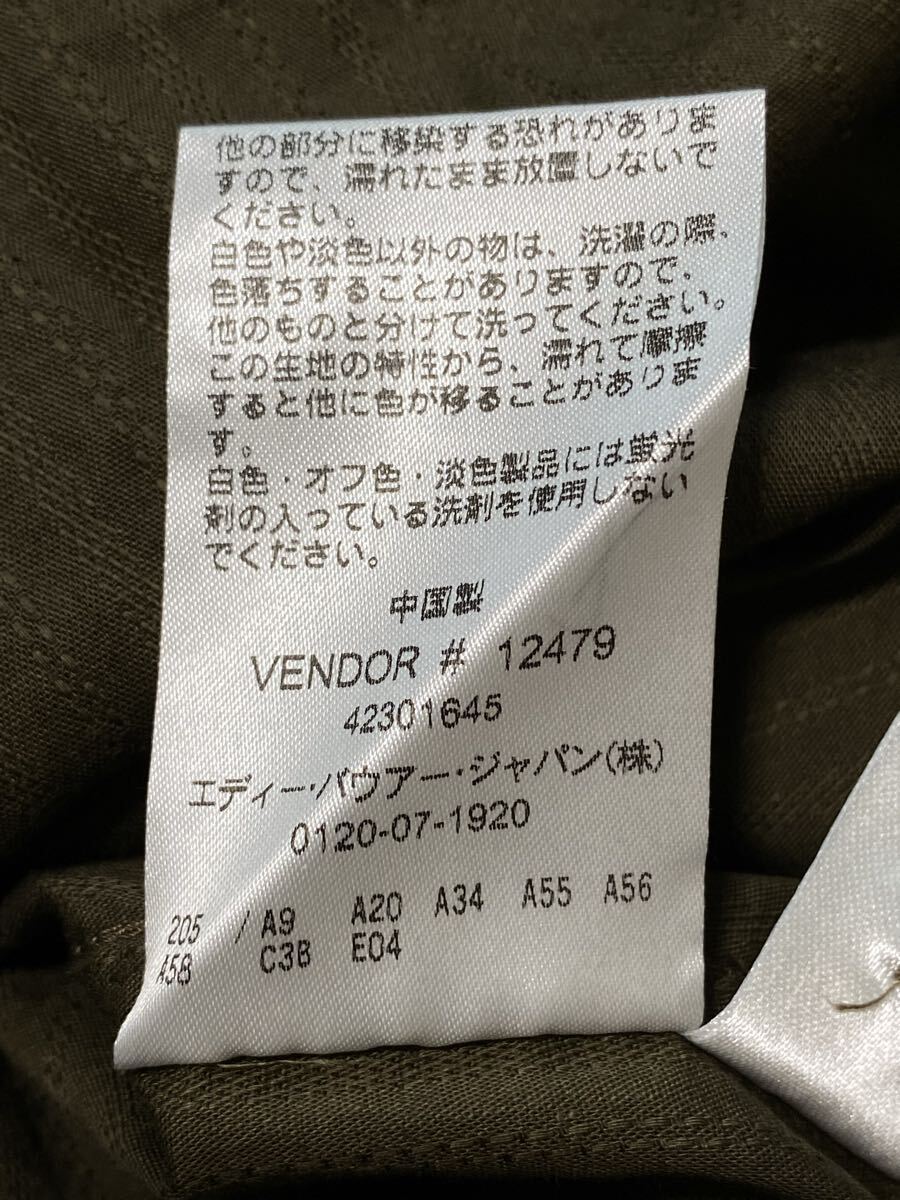 他の部分に移染する恐れがありま
すので、濡れたまま放置しないで
ください。
白色や淡色以外の物は、洗濯の際、
色落ちすることがありますので、
他のものと分けて洗ってください。
この生地の特性から、濡れて摩擦
すると他に色が移ることがありま
す。
白色・オフ色・淡色製品には蛍光
剤の入っている洗剤を使用しない
でください。
中国製
VENDOR # 12479
42301645
エディー・バウアー・ジャパン(株)
0120-07-1920
205 / A9 A20 A34 A55 A56
A58 C3B E04